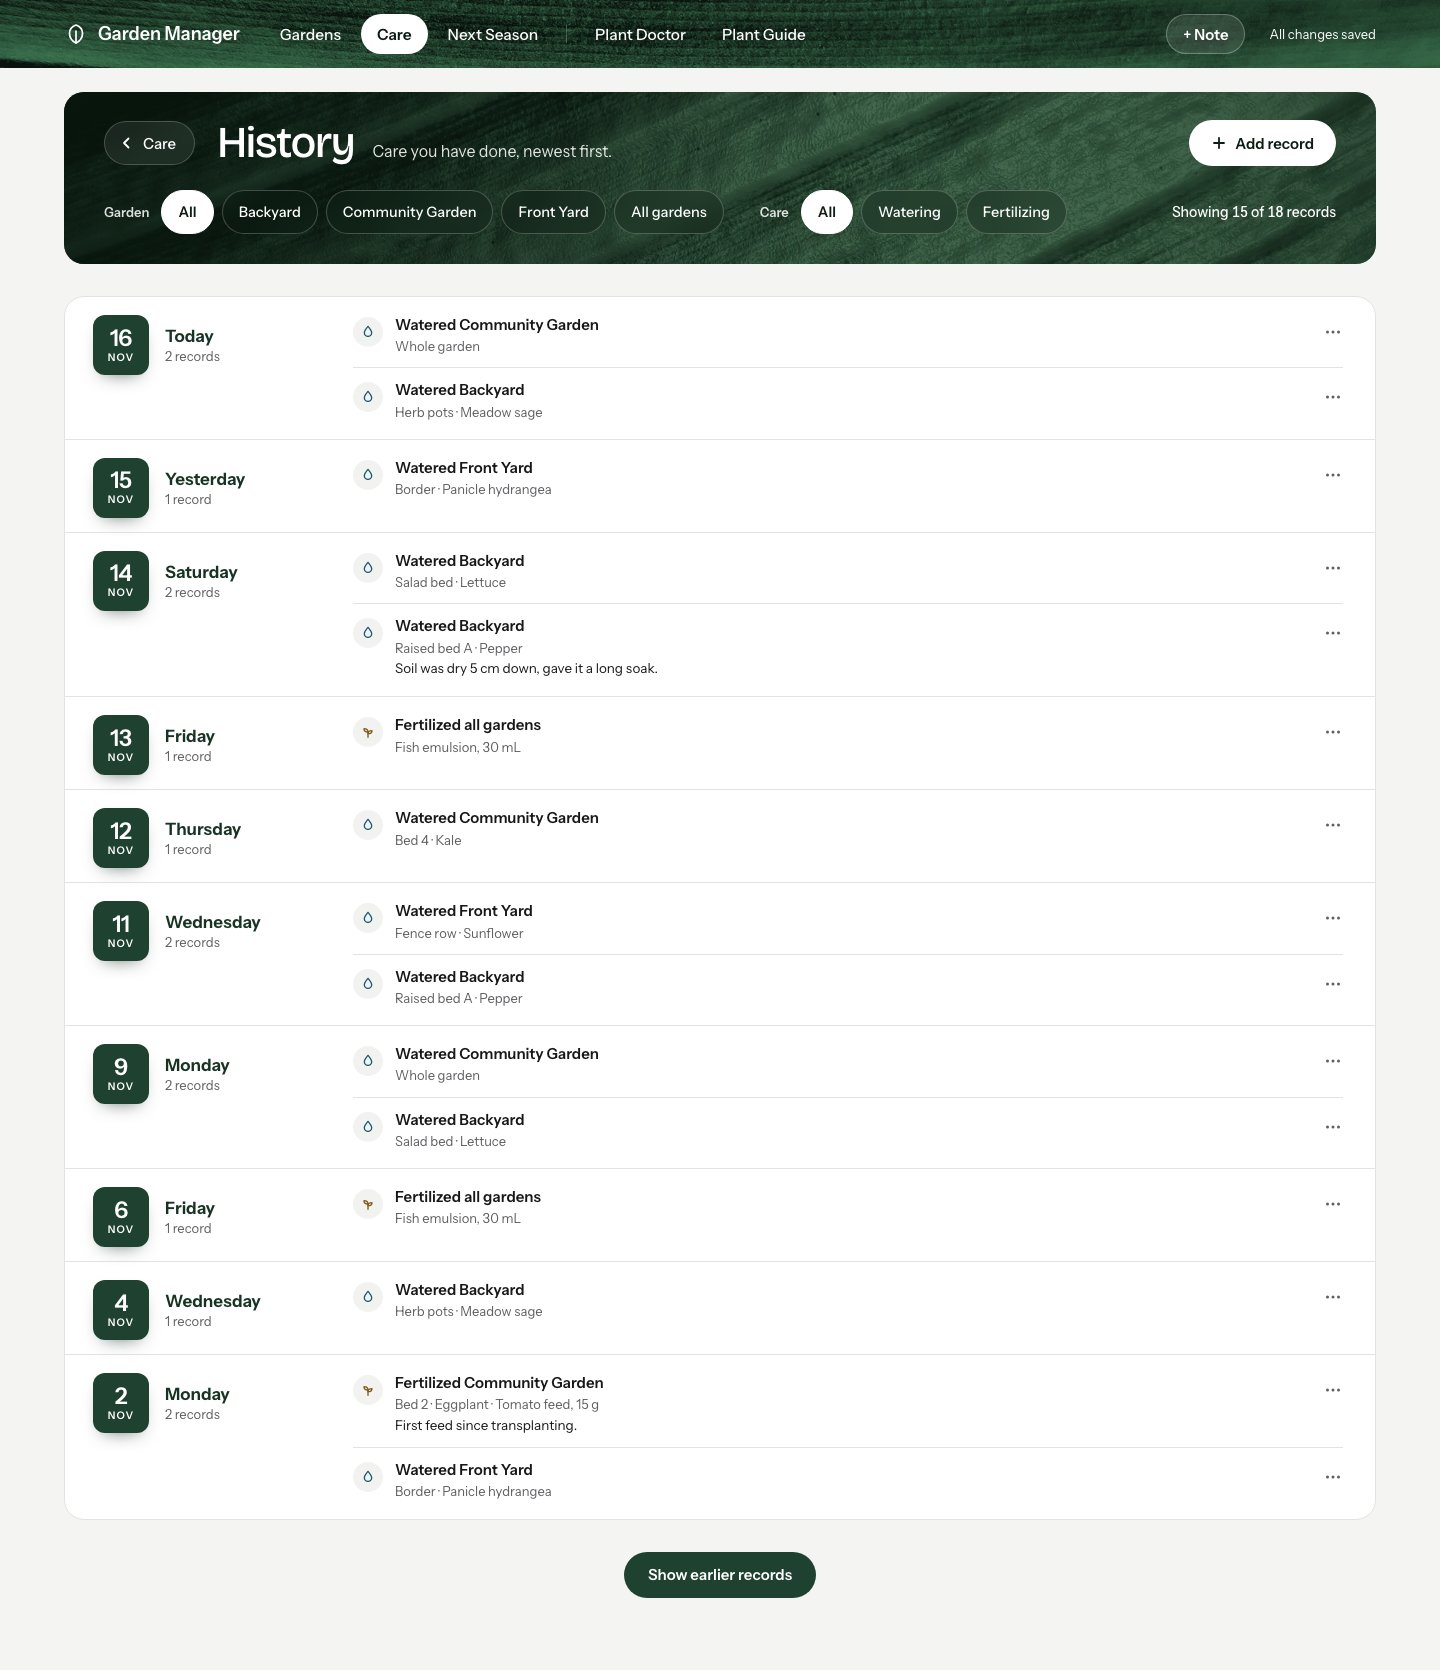 Garden Manager Gardens Care Next Season Plant Doctor Plant Guide + Note All changes saved
Care History Care you have done, newest first. + Add record
Garden All Backyard Community Garden Front Yard All gardens Care All Watering Fertilizing Showing 15 of 18 records
16 NOV
Today
2 records
Watered Community Garden
Whole garden
Watered Backyard
Herb pots · Meadow sage
15 NOV
Yesterday
1 record
Watered Front Yard
Border · Panicle hydrangea
14 NOV
Saturday
2 records
Watered Backyard
Salad bed · Lettuce
Watered Backyard
Raised bed A · Pepper
Soil was dry 5 cm down, gave it a long soak.
13 NOV
Friday
1 record
Fertilized all gardens
Fish emulsion, 30 mL
12 NOV
Thursday
1 record
Watered Community Garden
Bed 4 · Kale
11 NOV
Wednesday
2 records
Watered Front Yard
Fence row · Sunflower
Watered Backyard
Raised bed A · Pepper
9 NOV
Monday
2 records
Watered Community Garden
Whole garden
Watered Backyard
Salad bed · Lettuce
6 NOV
Friday
1 record
Fertilized all gardens
Fish emulsion, 30 mL
4 NOV
Wednesday
1 record
Watered Backyard
Herb pots · Meadow sage
2 NOV
Monday
2 records
Fertilized Community Garden
Bed 2 · Eggplant · Tomato feed, 15 g
First feed since transplanting.
Watered Front Yard
Border · Panicle hydrangea
Show earlier records